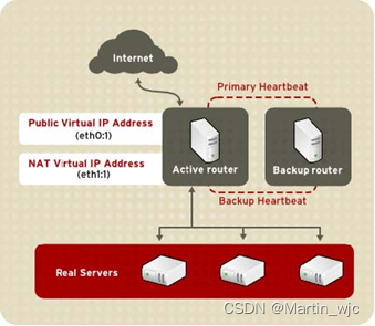 Internet
Primary Heartbeat
Public Virtual IP Address
(eth0:1)
NAT Virtual IP Address
(eth1:1)
Active router
Backup router
Backup Heartbeat
Real Servers
CSDN @Martin_wjc